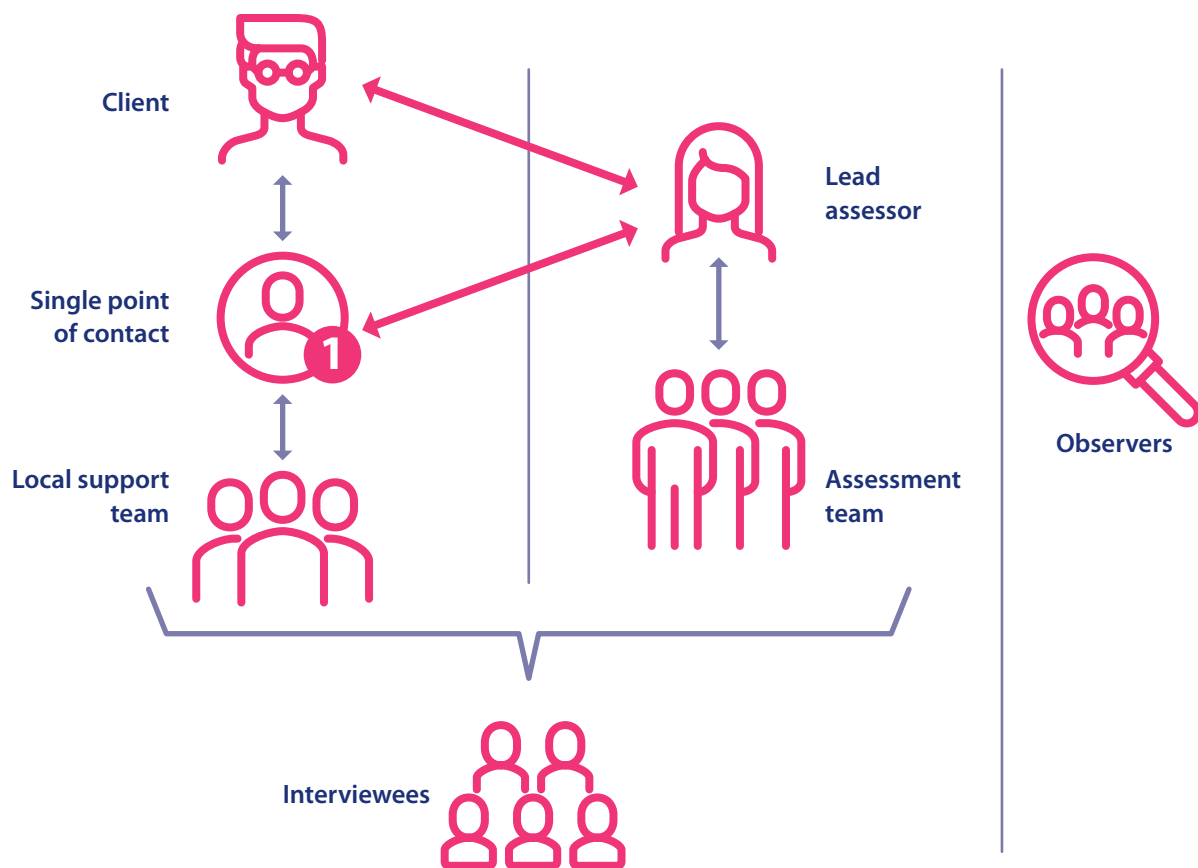 Client
Lead
assessor
Single point
of contact
1
Observers
Local support
team
Assessment
team
Interviewees